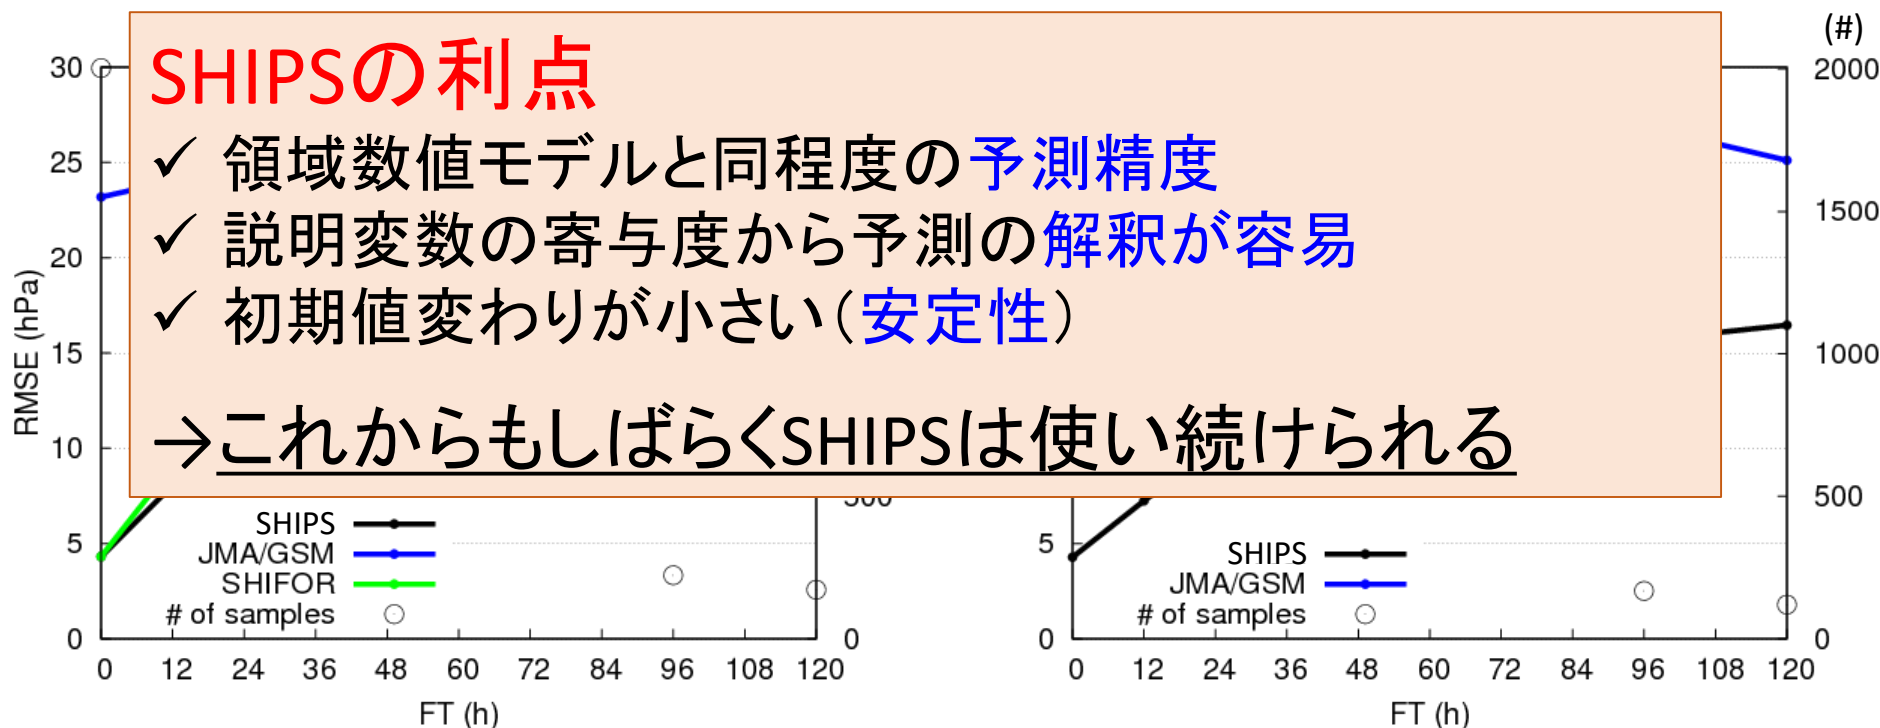 SHIPSの利点
✓ 領域数値モデルと同程度の予測精度
✓ 説明変数の寄与度から予測の解釈が容易
✓ 初期値変わりが小さい（安定性）
→これからもしばらくSHIPSは使い続けられる
RMSE (hPa)
30
25
20
15
10
5
0
SHIPS
JMA/GSM
SHIFOR
# of samples
0 12 24 36 48 60 72 84 96 108 120
FT (h)
500
0
5
0
SHIPS
JMA/GSM
# of samples
0 12 24 36 48 60 72 84 96 108 120
FT (h)
(#)
2000
1500
1000
500
0